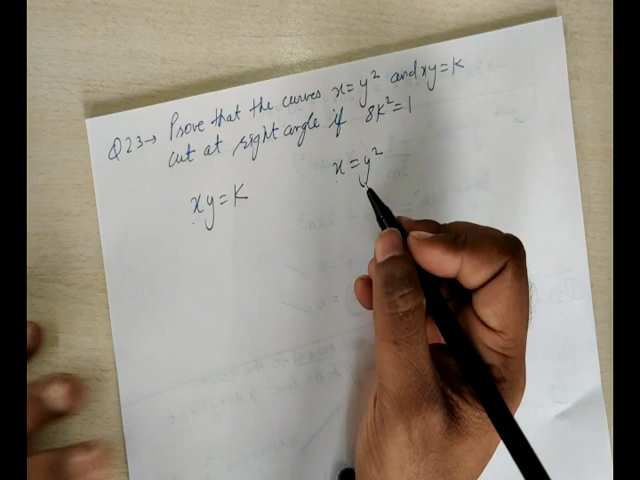 Q23→ Prove that the curves x=y² and xy=K
cut at right angle if 8K²=1
xy=K
x=y²